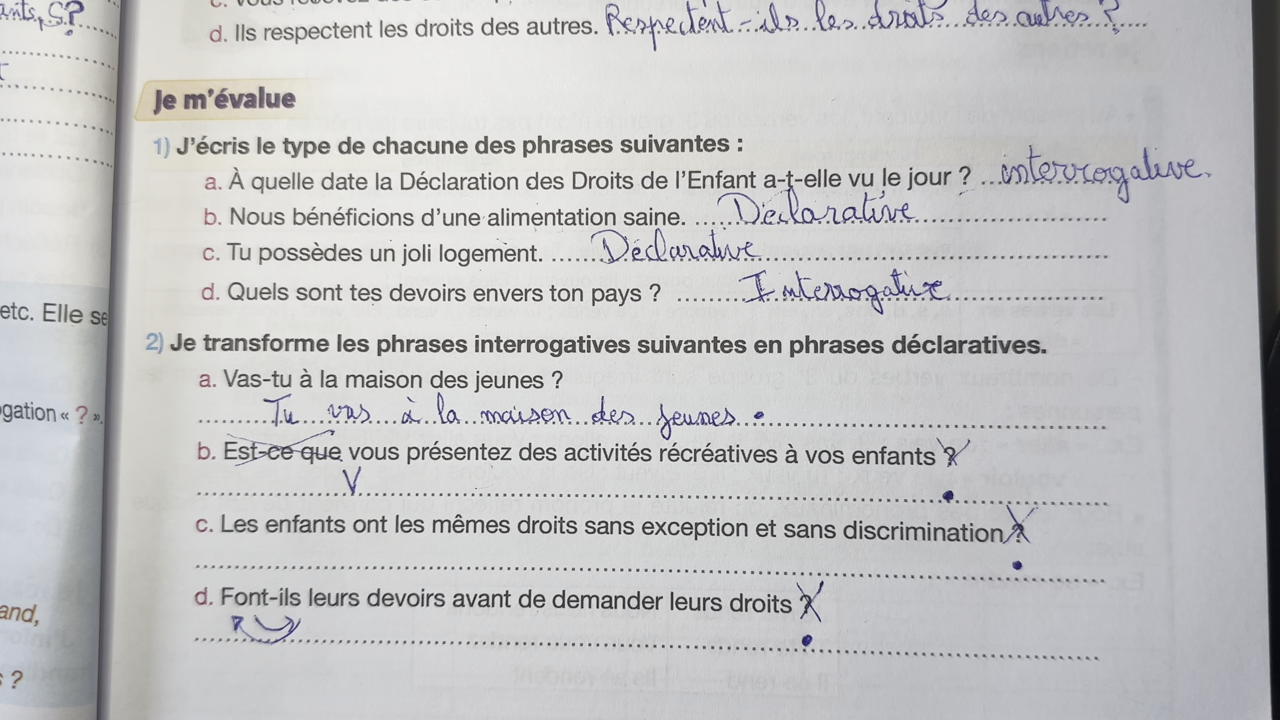 ants, S?
d. Ils respectent les droits des autres. Respectent-ils les droits des autres ?
Je m'évalue
1) J'écris le type de chacune des phrases suivantes :
a. À quelle date la Déclaration des Droits de l'Enfant a-t-elle vu le jour ? interrogative.
b. Nous bénéficions d'une alimentation saine. Déclarative
c. Tu possèdes un joli logement. Déclarative
d. Quels sont tes devoirs envers ton pays ? Interrogative
etc. Elle se
2) Je transforme les phrases interrogatives suivantes en phrases déclaratives.
a. Vas-tu à la maison des jeunes ?
ogation « ? ».
Tu vas à la maison des jeunes.
b. Est-ce que vous présentez des activités récréatives à vos enfants ?
V .
c. Les enfants ont les mêmes droits sans exception et sans discrimination ?
.
d. Font-ils leurs devoirs avant de demander leurs droits ?
.
and,
s ?